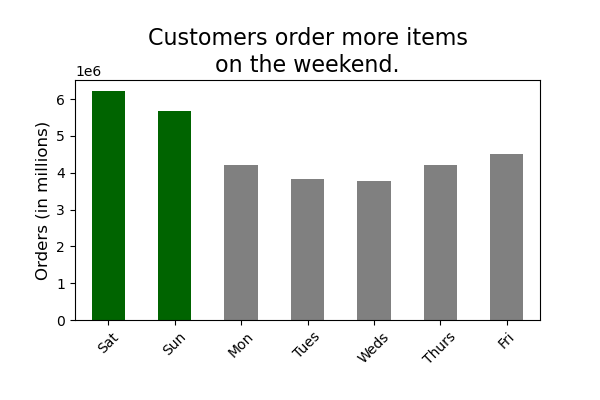 Customers order more items
on the weekend.
1e6
6
5
4
3
2
1
0
Orders (in millions)
Sat
Sun
Mon
Tues
Weds
Thurs
Fri